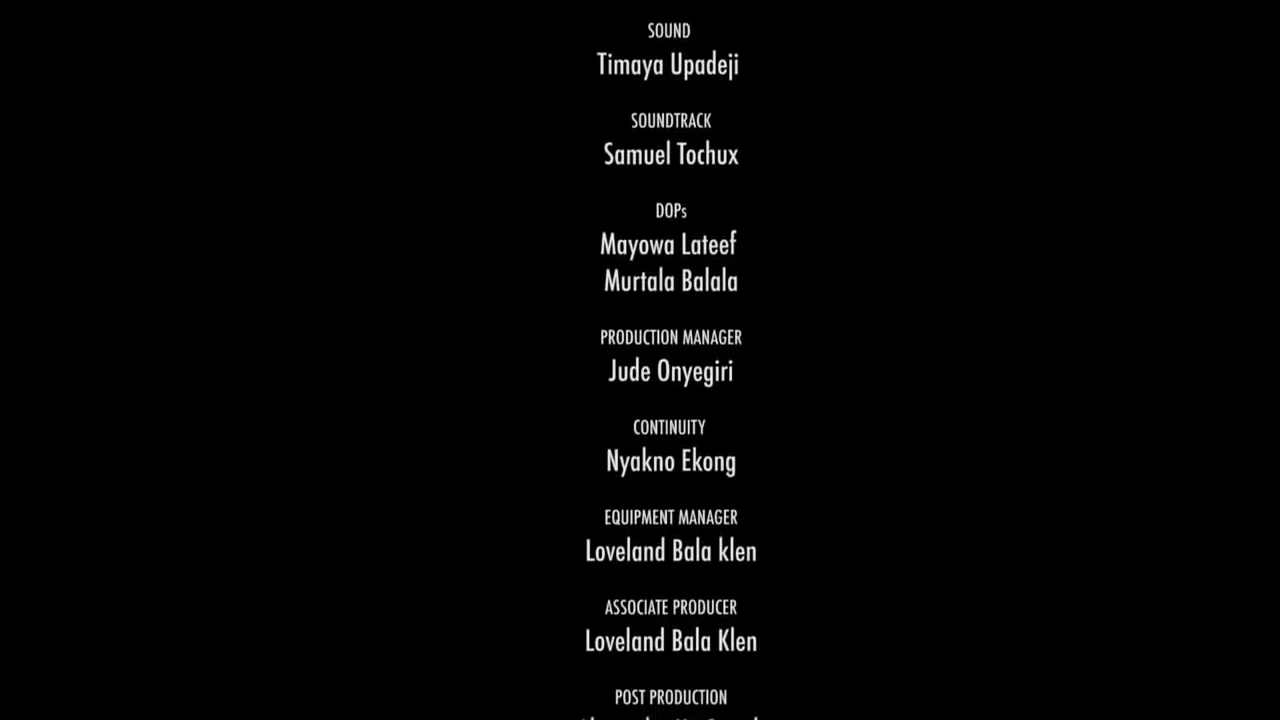 SOUND
Timaya Upadeji
SOUNDTRACK
Samuel Tochux
DOPs
Mayowa Lateef
Murtala Balala
PRODUCTION MANAGER
Jude Onyegiri
CONTINUITY
Nyakno Ekong
EQUIPMENT MANAGER
Loveland Bala klen
ASSOCIATE PRODUCER
Loveland Bala Klen
POST PRODUCTION